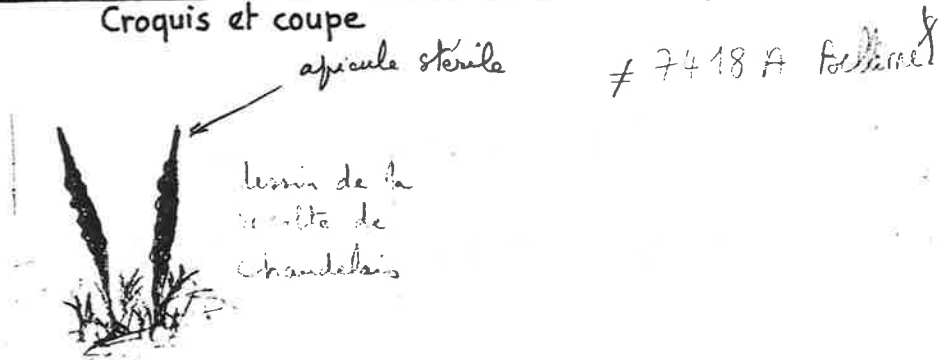 Croquis et coupe
apicule stérile
≠ 7418 A
dessin de la
récolte de
chandelais